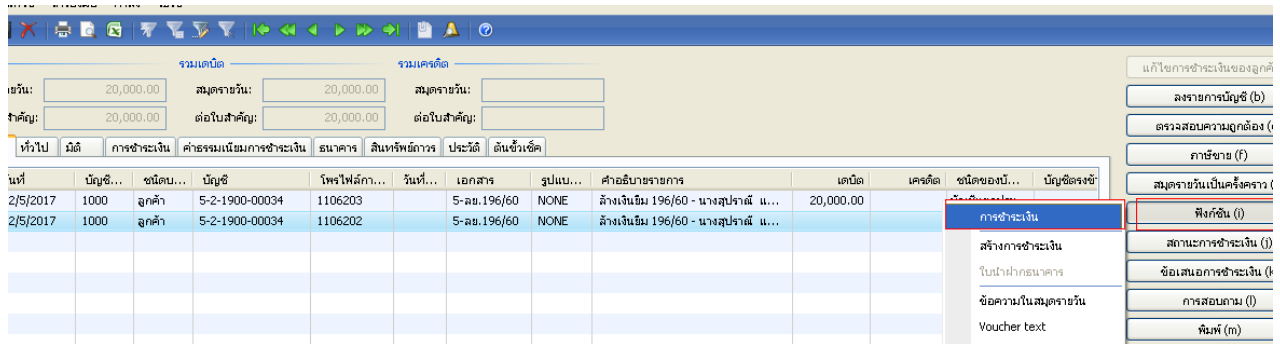 รวมเดบิต รวมเครดิต
แก้ไขการชำระเงินของลูกค้
ายวัน: 20,000.00 สมุดรายวัน: 20,000.00 สมุดรายวัน:
ลงรายการบัญชี (b)
ำคัญ: 20,000.00 ต่อใบสำคัญ: 20,000.00 ต่อใบสำคัญ:
ตรวจสอบความถูกต้อง (
ทั่วไป มิติ การชำระเงิน ค่าธรรมเนียมการชำระเงิน ธนาคาร สินทรัพย์ถาวร ประวัติ ต้นขั้วเช็ค
ภาษีขาย (f)
วันที่ บัญชี... ชนิดบ... บัญชี โพรไฟล์กา... วันที่... เอกสาร รูปแบ... คำอธิบายรายการ เดบิต เครดิต ชนิดของบั... บัญชีตรงข้า
สมุดรายวันเป็นครั้งคราว (
2/5/2017 1000 ลูกค้า 5-2-1900-00034 1106203 5-ลย.196/60 NONE ล้างเงินยืม 196/60 - นางสุปราณี แ... 20,000.00
2/5/2017 1000 ลูกค้า 5-2-1900-00034 1106202 5-ลย.196/60 NONE ล้างเงินยืม 196/60 - นางสุปราณี แ...
การชำระเงิน
ฟังก์ชัน (i)
สร้างการชำระเงิน
สถานะการชำระเงิน (j)
ใบนำฝากธนาคาร
ข้อเสนอการชำระเงิน (k
ข้อความในสมุดรายวัน
การสอบถาม (l)
Voucher text
พิมพ์ (m)